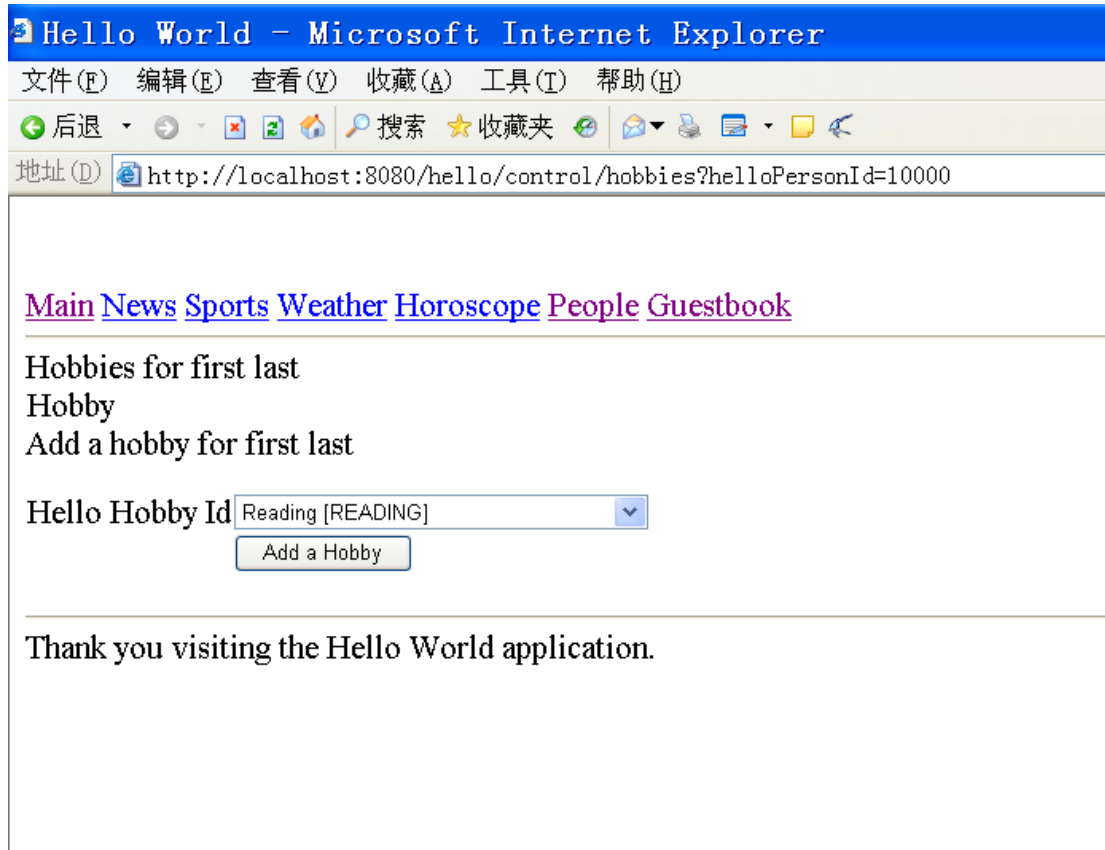 Hello World - Microsoft Internet Explorer
文件(F) 编辑(E) 查看(V) 收藏(A) 工具(T) 帮助(H)
后退 搜索 收藏夹
地址(D) http://localhost:8080/hello/control/hobbies?helloPersonId=10000
Main News Sports Weather Horoscope People Guestbook
Hobbies for first last
Hobby
Add a hobby for first last
Hello Hobby Id Reading [READING]
Add a Hobby
Thank you visiting the Hello World application.